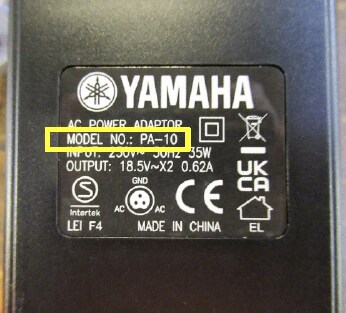 YAMAHA
AC POWER ADAPTOR
MODEL NO.: PA-10
INPUT: 230V~ 50Hz 35W
OUTPUT: 18.5V~X2 0.62A
S
Intertek
GND
AC AC
CE
UK
CA
LEI F4 MADE IN CHINA EL